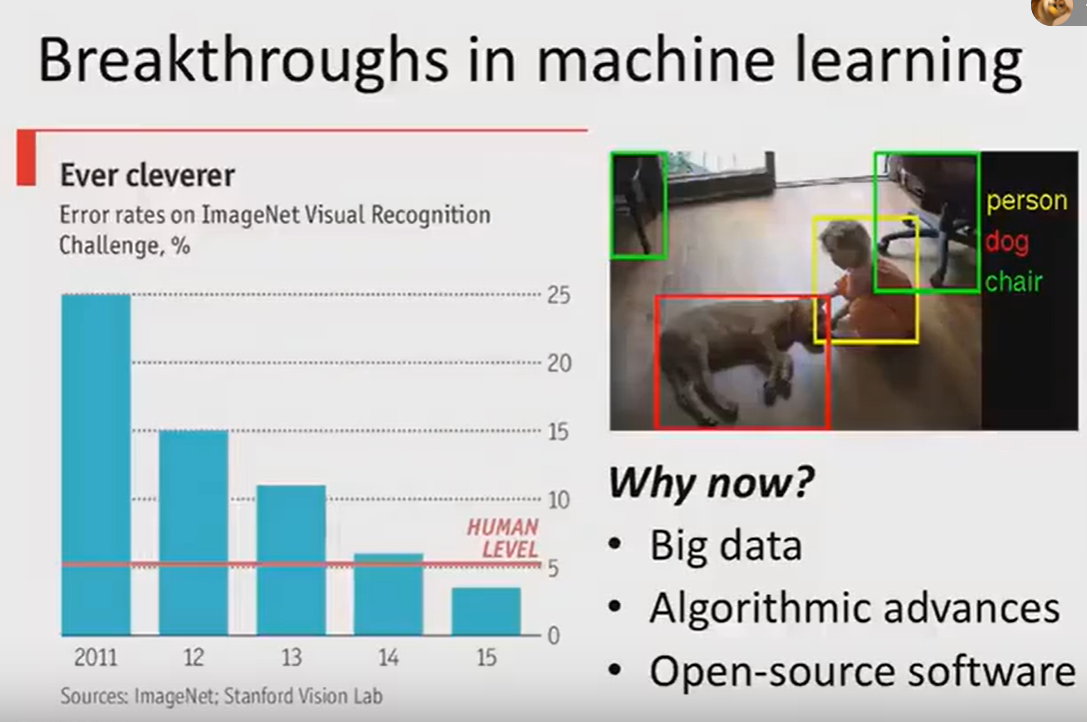 Breakthroughs in machine learning
Ever cleverer
Error rates on ImageNet Visual Recognition
Challenge, %
25
20
15
10
HUMAN
LEVEL
5
0
2011 12 13 14 15
Sources: ImageNet; Stanford Vision Lab
person
dog
chair
Why now?
• Big data
• Algorithmic advances
• Open-source software